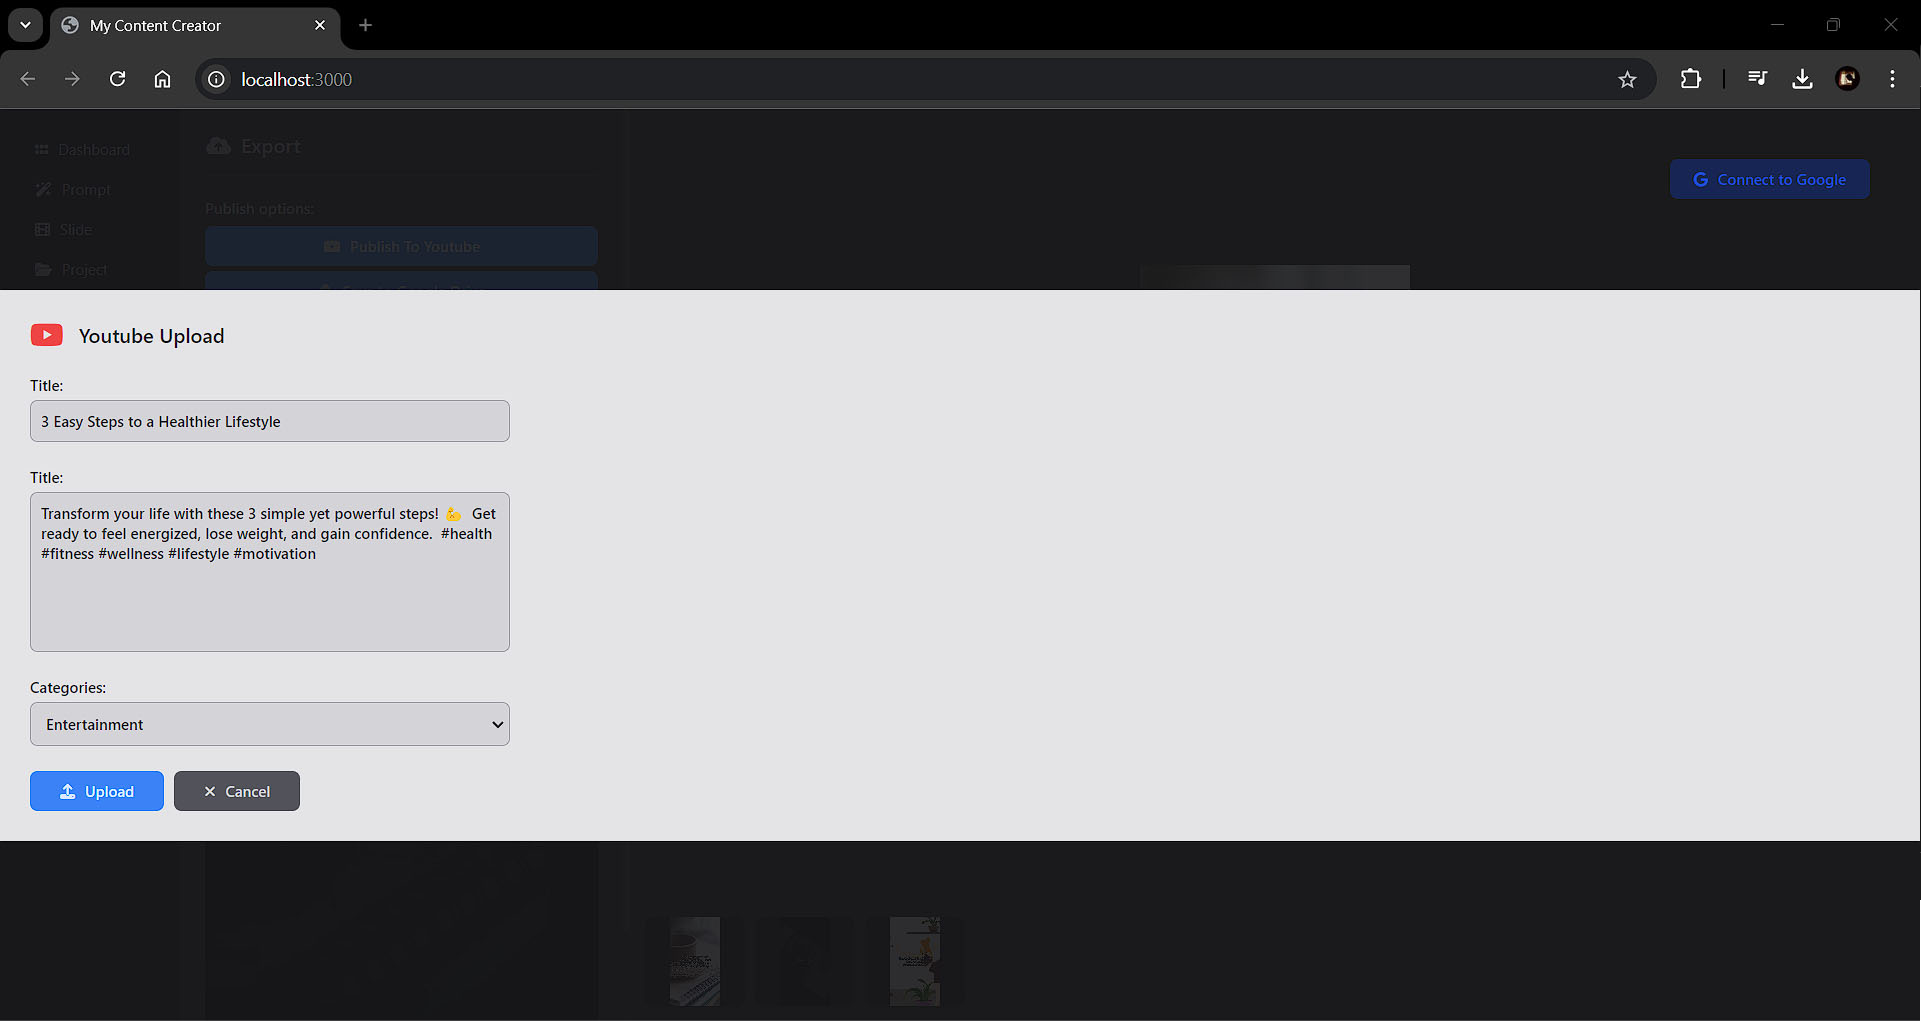 My Content Creator
localhost:3000
Dashboard
Export
Connect to Google
Prompt
Publish options:
Slide
Publish To Youtube
Project
Youtube Upload
Title:
3 Easy Steps to a Healthier Lifestyle
Title:
Transform your life with these 3 simple yet powerful steps! 💪 Get
ready to feel energized, lose weight, and gain confidence. #health
#fitness #wellness #lifestyle #motivation
Categories:
Entertainment
Upload
Cancel